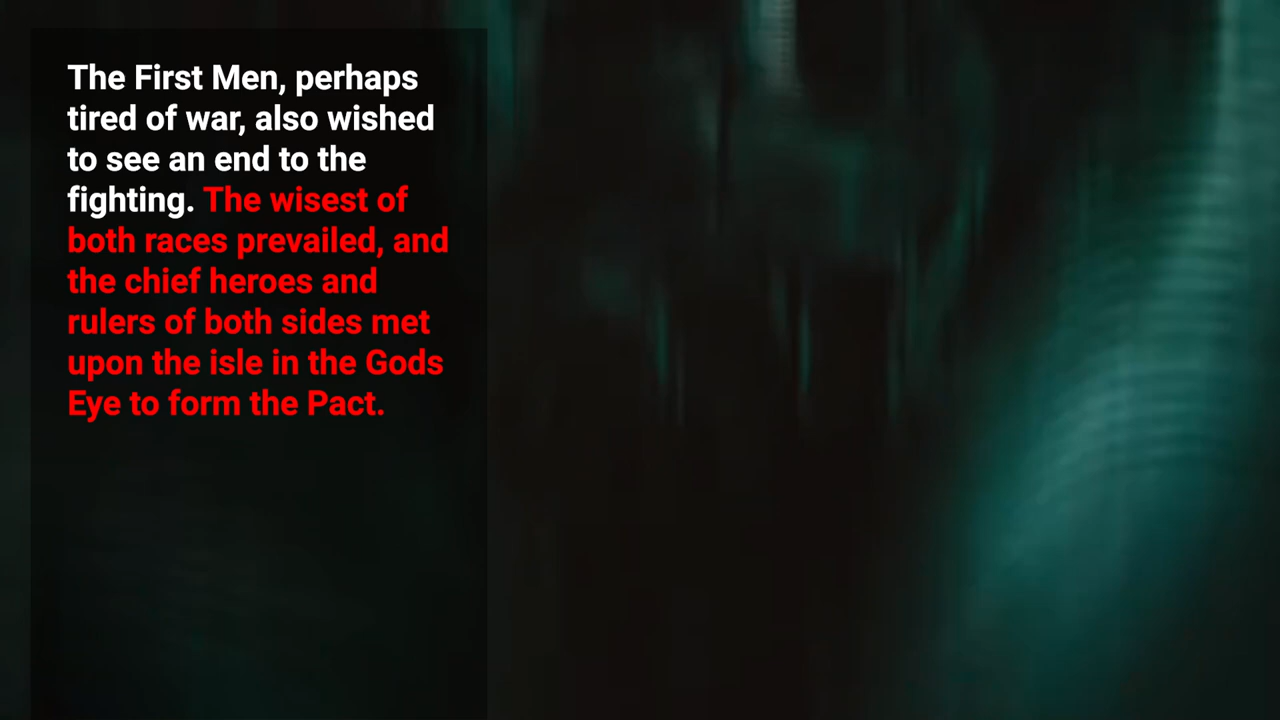 The First Men, perhaps
tired of war, also wished
to see an end to the
fighting. The wisest of
both races prevailed, and
the chief heroes and
rulers of both sides met
upon the isle in the Gods
Eye to form the Pact.